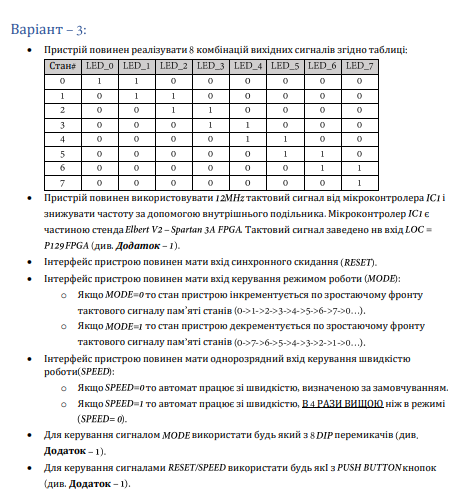 Варіант – 3:
• Пристрій повинен реалізувати 8 комбінацій вихідних сигналів згідно таблиці:
Стан# LED_0 LED_1 LED_2 LED_3 LED_4 LED_5 LED_6 LED_7
0 1 1 0 0 0 0 0 0
1 0 1 1 0 0 0 0 0
2 0 0 1 1 0 0 0 0
3 0 0 0 1 1 0 0 0
4 0 0 0 0 1 1 0 0
5 0 0 0 0 0 1 1 0
6 0 0 0 0 0 0 1 1
7 0 0 0 0 0 0 0 1
• Пристрій повинен використовувати 12MHz тактовий сигнал від мікроконтролера IC1 і
знижувати частоту за допомогою внутрішнього подільника. Мікроконтролер IC1 є
частиною стенда Elbert V2 – Spartan 3A FPGA. Тактовий сигнал заведено нв вхід LOC =
P129 FPGA (див. Додаток – 1).
• Інтерфейс пристрою повинен мати вхід синхронного скидання (RESET).
• Інтерфейс пристрою повинен мати вхід керування режимом роботи (MODE):
o Якщо MODE=0 то стан пристрою інкрементується по зростаючому фронту
тактового сигналу пам'яті станів (0->1->2->3->4->5->6->7->0...).
o Якщо MODE=1 то стан пристрою декрементується по зростаючому фронту
тактового сигналу пам'яті станів (0->7->6->5->4->3->2->1->0...).
• Інтерфейс пристрою повинен мати однорозрядний вхід керування швидкістю
роботи(SPEED):
o Якщо SPEED=0 то автомат працює зі швидкістю, визначеною за замовчуванням.
o Якщо SPEED=1 то автомат працює зі швидкістю, В 4 РАЗИ ВИЩОЮ ніж в режимі
(SPEED= 0).
• Для керування сигналом MODE використати будь який з 8 DIP перемикачів (див.
Додаток – 1).
• Для керування сигналами RESET/SPEED використати будь якІ з PUSH BUTTON кнопок
(див. Додаток – 1).